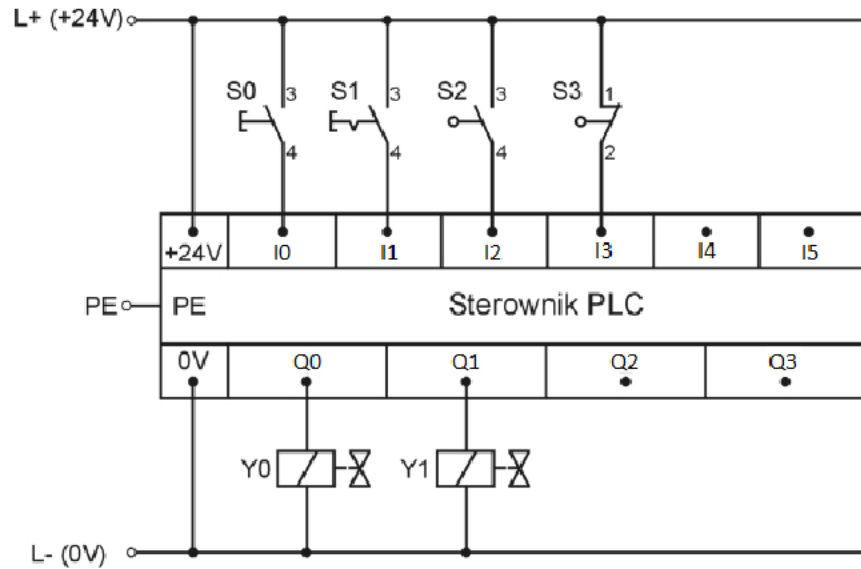 L+ (+24V)
S0 3 4
S1 3 4
S2 3 4
S3 1 2
+24V I0 I1 I2 I3 I4 I5
PE PE Sterownik PLC
0V Q0 Q1 Q2 Q3
Y0 Y1
L- (0V)